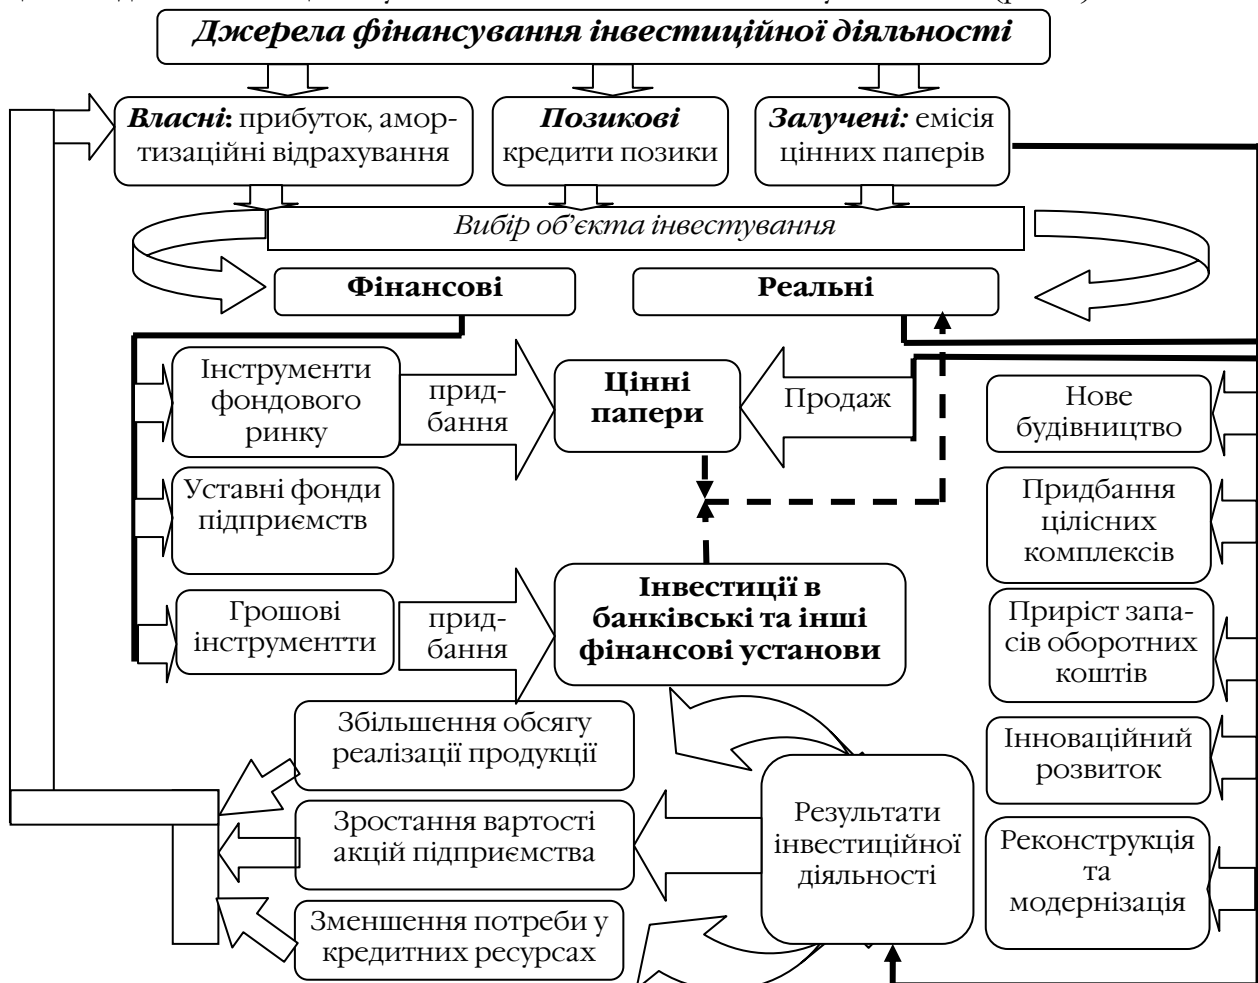 Джерела фінансування інвестиційної діяльності
Власні: прибуток, амор-
тизаційні відрахування
Позикові
кредити позики
Залучені: емісія
цінних паперів
Вибір об’єкта інвестування
Фінансові
Реальні
Інструменти
фондового
ринку
прид-
бання
Цінні
папери
Продаж
Нове
будівництво
Уставні фонди
підприємств
Придбання
цілісних
комплексів
Грошові
інструментти
прид-
бання
Інвестиції в
банківські та інші
фінансові установи
Приріст запа-
сів оборотних
коштів
Збільшення обсягу
реалізації продукції
Інноваційний
розвиток
Зростання вартості
акцій підприємства
Результати
інвестиційної
діяльності
Реконструкція
та
модернізація
Зменшення потреби у
кредитних ресурсах